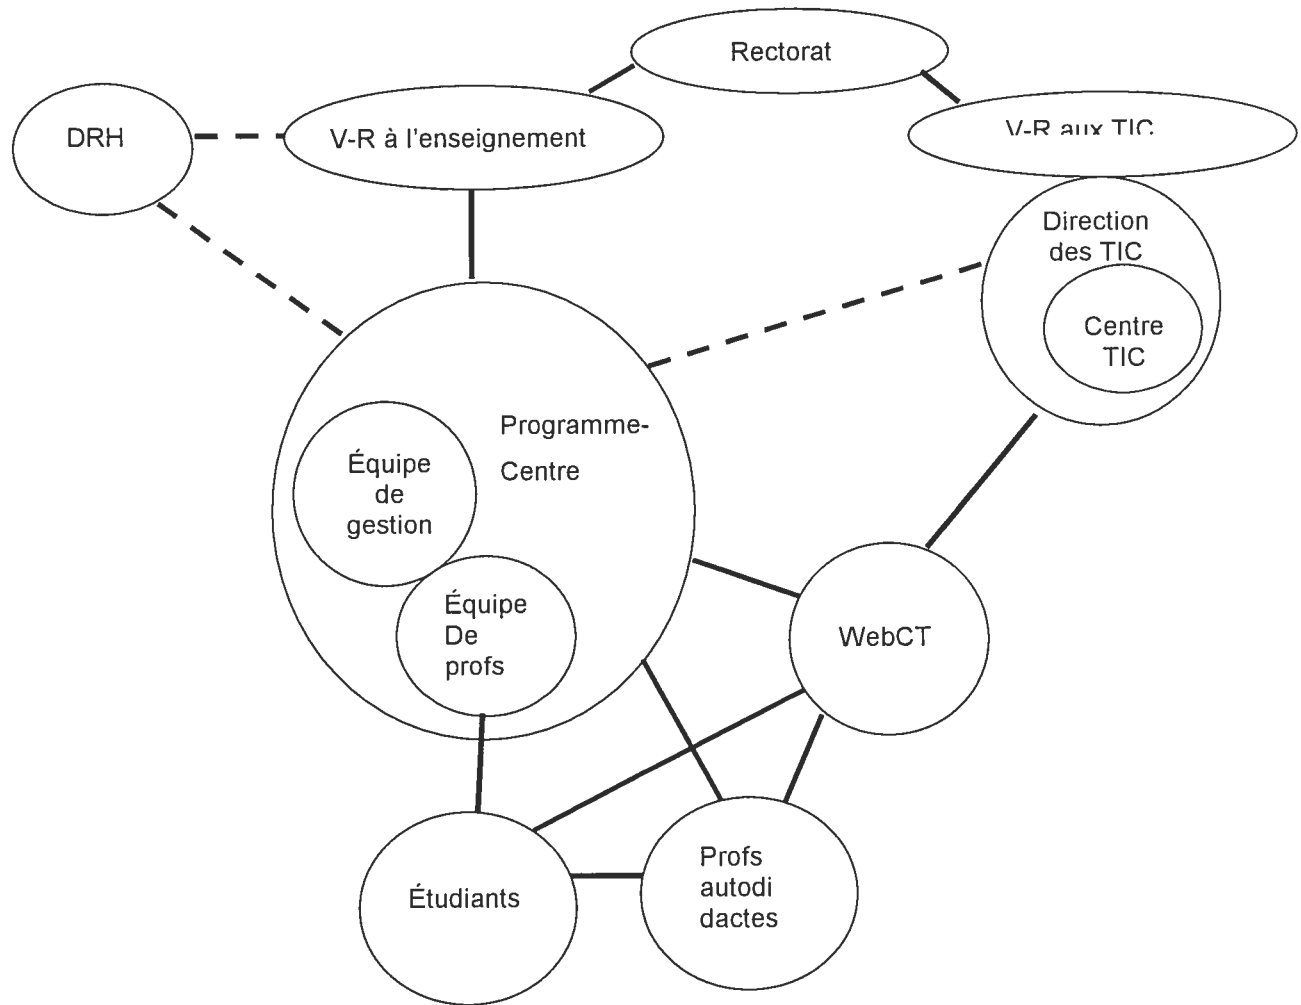 Rectorat
DRH
V-R à l'enseignement
V-R aux TIC
Direction
des TIC
Centre
TIC
Programme-
Centre
Équipe
de
gestion
Équipe
De
profs
WebCT
Étudiants
Profs
autodi
dactes